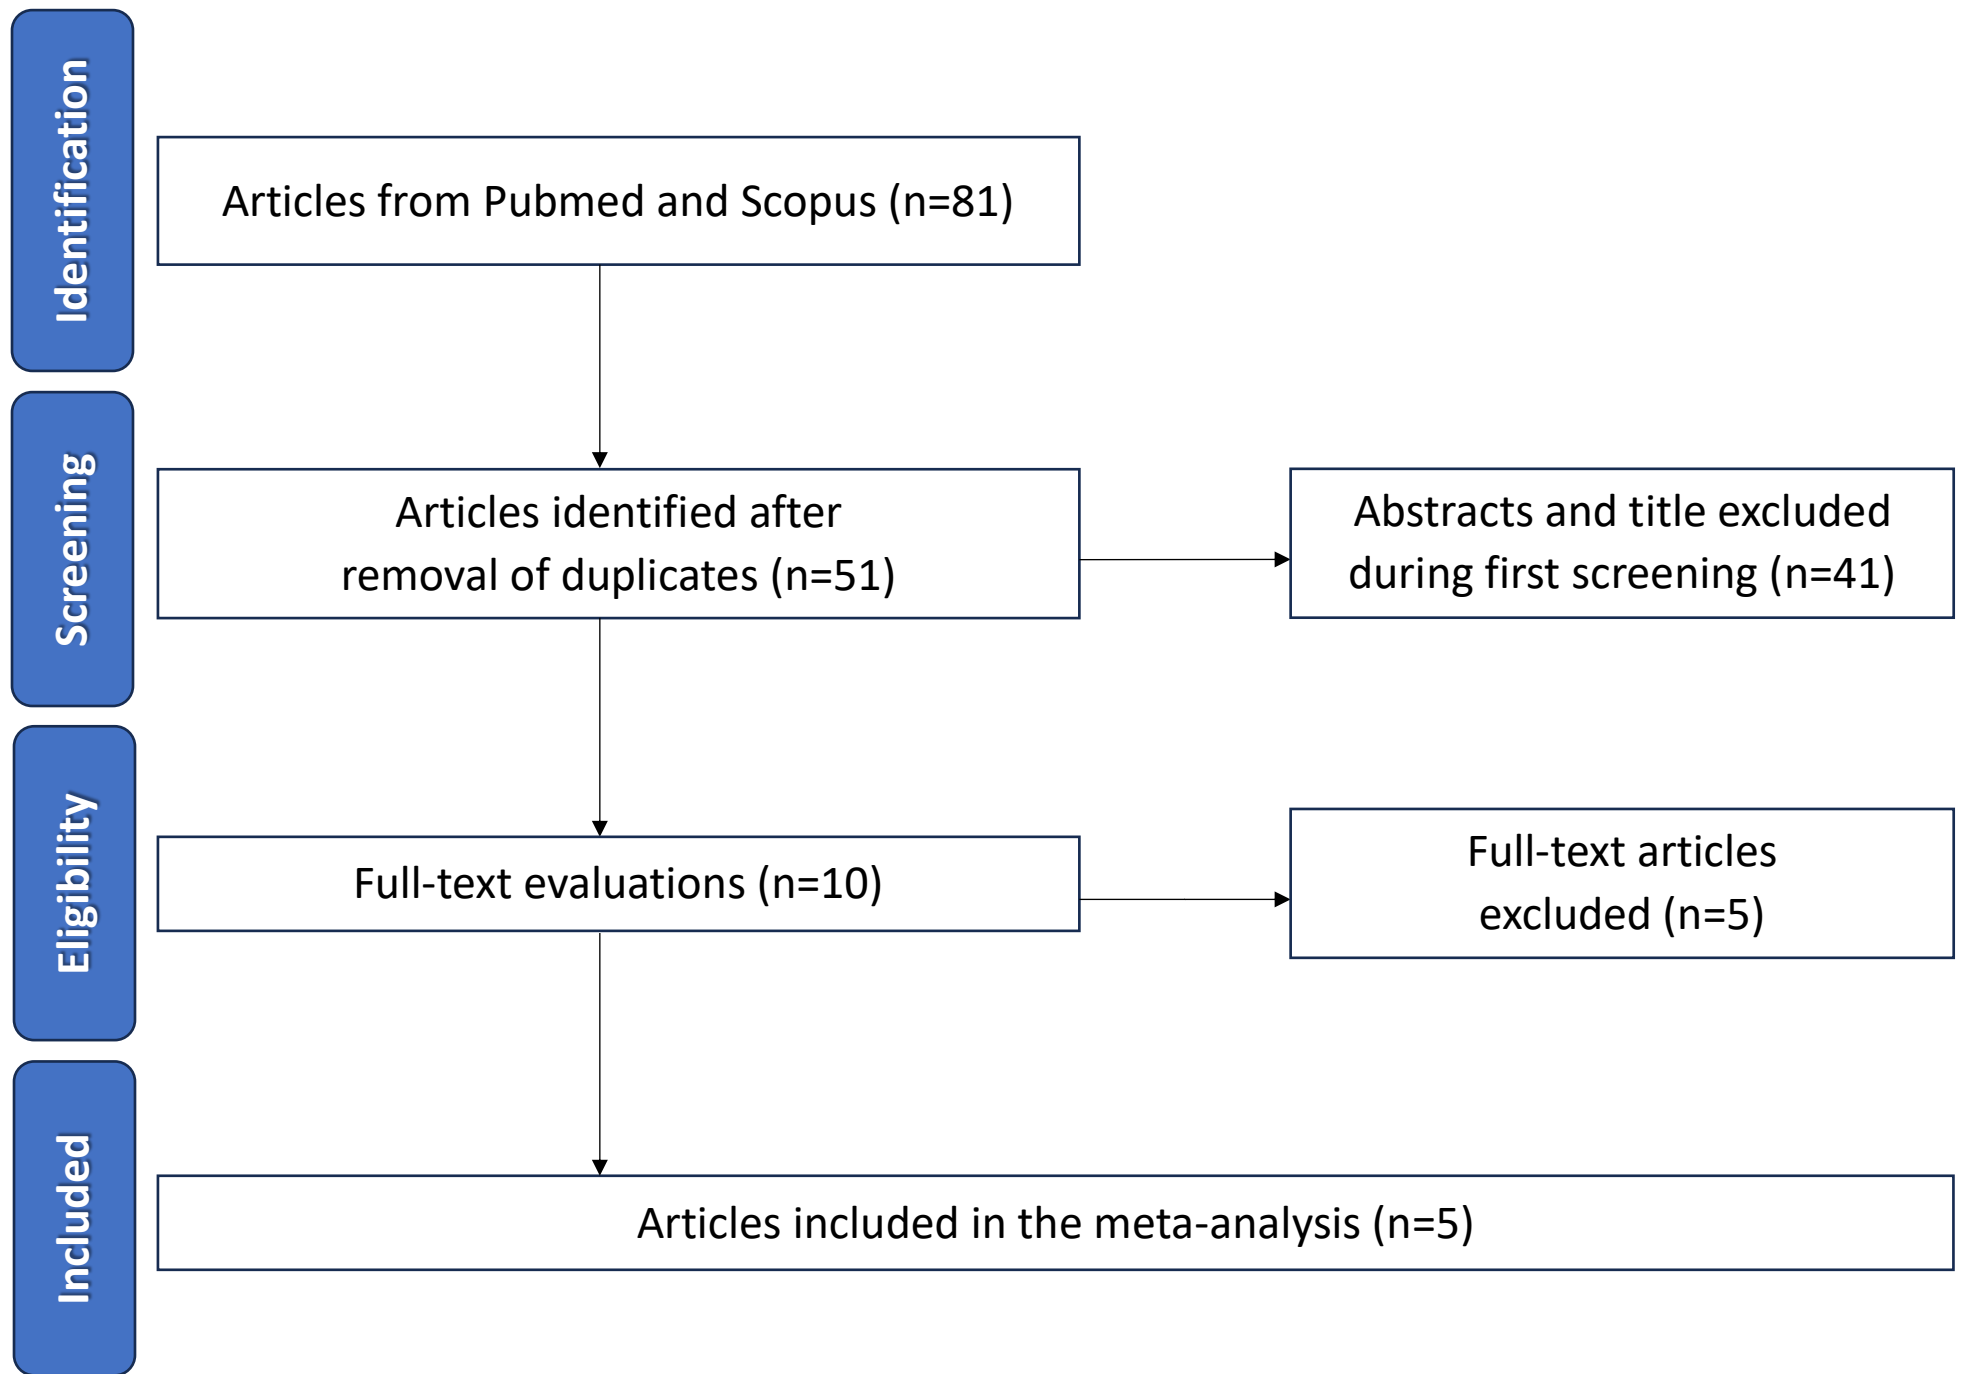 Identification
Articles from Pubmed and Scopus (n=81)
Screening
Articles identified after
removal of duplicates (n=51)
Abstracts and title excluded
during first screening (n=41)
Eligibility
Full-text evaluations (n=10)
Full-text articles
excluded (n=5)
Included
Articles included in the meta-analysis (n=5)